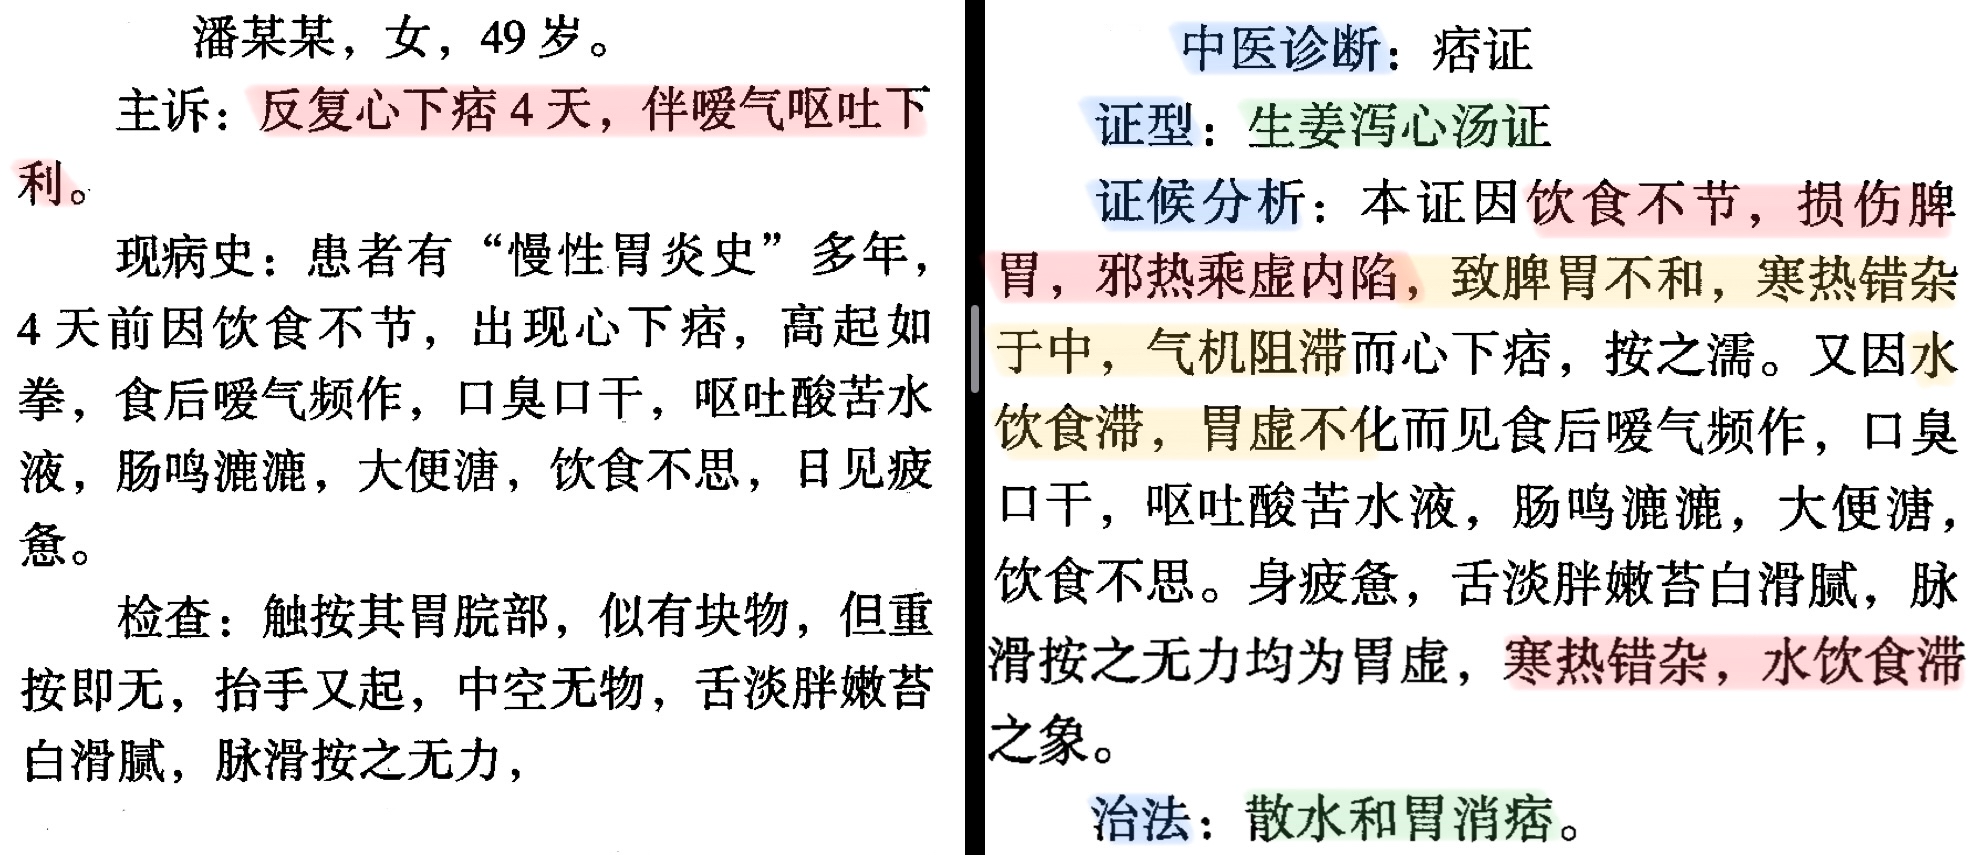 潘某某，女，49岁。
主诉：反复心下痞4天，伴嗳气呕吐下
利。
现病史：患者有“慢性胃炎史”多年，
4天前因饮食不节，出现心下痞，高起如
拳，食后嗳气频作，口臭口干，呕吐酸苦水
液，肠鸣漉漉，大便溏，饮食不思，日见疲
惫。
检查：触按其胃脘部，似有块物，但重
按即无，抬手又起，中空无物，舌淡胖嫩苔
白滑腻，脉滑按之无力，
中医诊断：痞证
证型：生姜泻心汤证
证候分析：本证因饮食不节，损伤脾
胃，邪热乘虚内陷，致脾胃不和，寒热错杂
于中，气机阻滞而心下痞，按之濡。又因水
饮食滞，胃虚不化而见食后嗳气频作，口臭
口干，呕吐酸苦水液，肠鸣漉漉，大便溏，
饮食不思。身疲惫，舌淡胖嫩苔白滑腻，脉
滑按之无力均为胃虚，寒热错杂，水饮食滞
之象。
治法：散水和胃消痞。